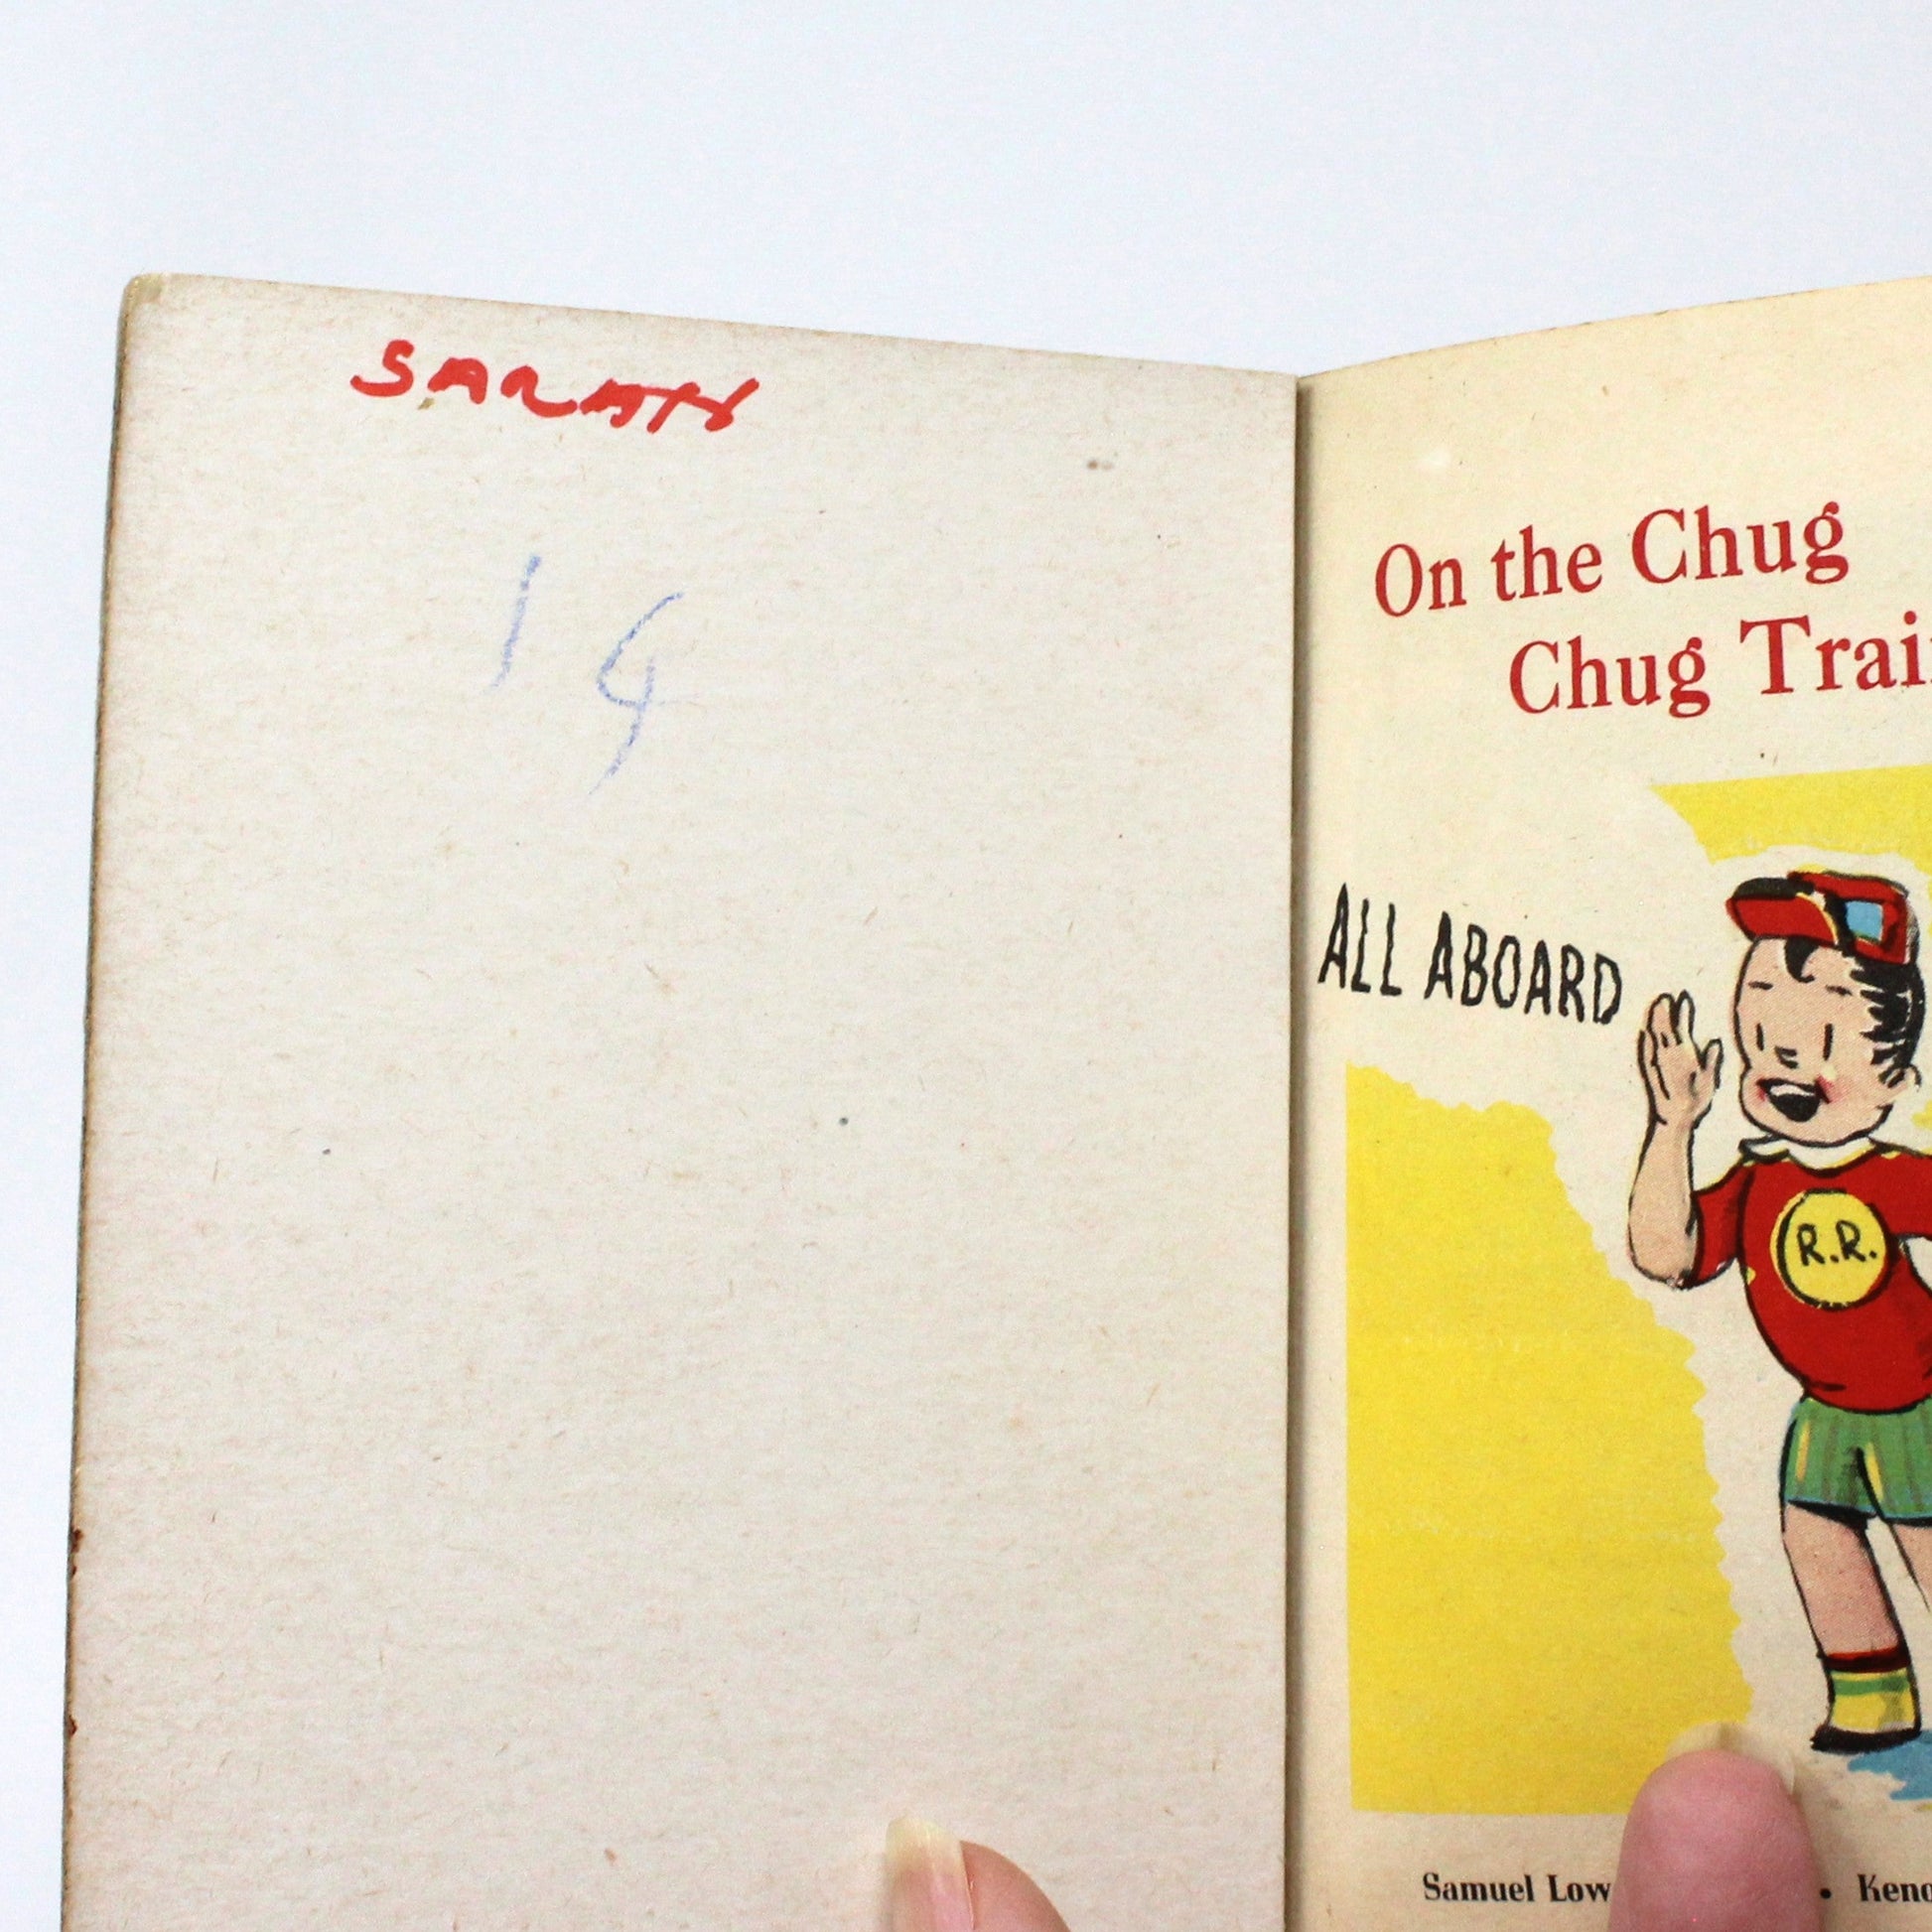 SARAH
14
On the Chug
Chug Trai
ALL ABOARD
R.R.
Samuel Low • Keno